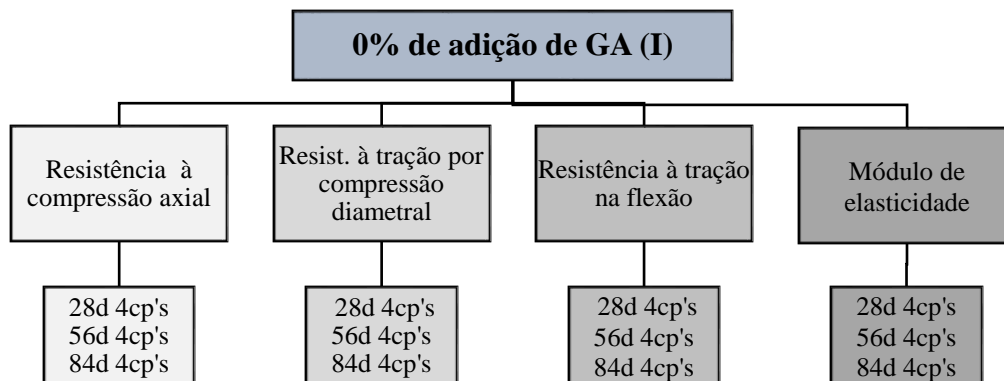 0% de adição de GA (I)
Resistência à
compressão axial
Resist. à tração por
compressão
diametral
Resistência à tração
na flexão
Módulo de
elasticidade
28d 4cp's
56d 4cp's
84d 4cp's
28d 4cp's
56d 4cp's
84d 4cp's
28d 4cp's
56d 4cp's
84d 4cp's
28d 4cp's
56d 4cp's
84d 4cp's